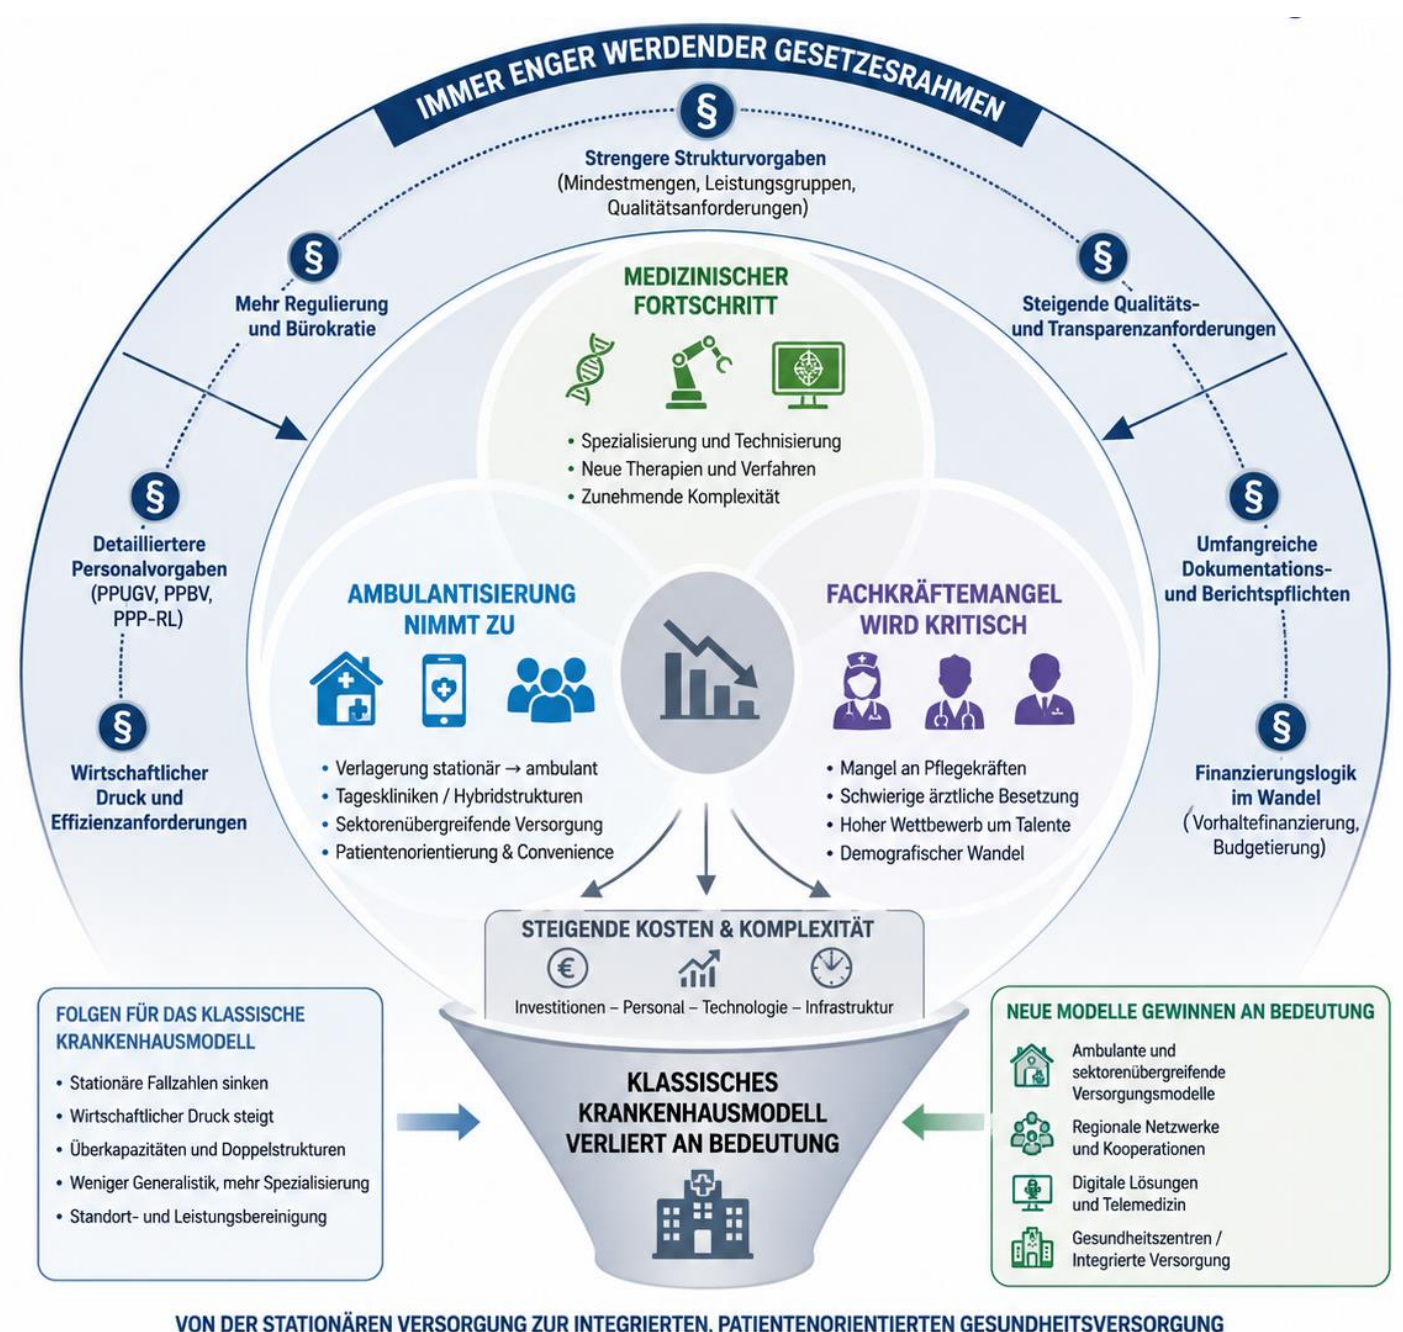 IMMER ENGER WERDENDER GESETZESRAHMEN
§
Strengere Strukturvorgaben
(Mindestmengen, Leistungsgruppen,
Qualitätsanforderungen)
§
Mehr Regulierung
und Bürokratie
§
Steigende Qualitäts-
und Transparenzanforderungen
§
Detailliertere
Personalvorgaben
(PPUGV, PPBV,
PPP-RL)
§
Umfangreiche
Dokumentations-
und Berichtspflichten
§
Wirtschaftlicher
Druck und
Effizienzanforderungen
§
Finanzierungslogik
im Wandel
(Vorhaltefinanzierung,
Budgetierung)
MEDIZINISCHER
FORTSCHRITT
• Spezialisierung und Technisierung
• Neue Therapien und Verfahren
• Zunehmende Komplexität
AMBULANTISIERUNG
NIMMT ZU
• Verlagerung stationär → ambulant
• Tageskliniken / Hybridstrukturen
• Sektorenübergreifende Versorgung
• Patientenorientierung & Convenience
FACHKRÄFTEMANGEL
WIRD KRITISCH
• Mangel an Pflegekräften
• Schwierige ärztliche Besetzung
• Hoher Wettbewerb um Talente
• Demografischer Wandel
STEIGENDE KOSTEN & KOMPLEXITÄT
€
Investitionen – Personal – Technologie – Infrastruktur
KLASSISCHES
KRANKENHAUSMODELL
VERLIERT AN BEDEUTUNG
FOLGEN FÜR DAS KLASSISCHE
KRANKENHAUSMODELL
• Stationäre Fallzahlen sinken
• Wirtschaftlicher Druck steigt
• Überkapazitäten und Doppelstrukturen
• Weniger Generalistik, mehr Spezialisierung
• Standort- und Leistungsbereinigung
NEUE MODELLE GEWINNEN AN BEDEUTUNG
Ambulante und
sektorenübergreifende
Versorgungsmodelle
Regionale Netzwerke
und Kooperationen
Digitale Lösungen
und Telemedizin
Gesundheitszentren /
Integrierte Versorgung
VON DER STATIONÄREN VERSORGUNG ZUR INTEGRIERTEN, PATIENTENORIENTIERTEN GESUNDHEITSVERSORGUNG